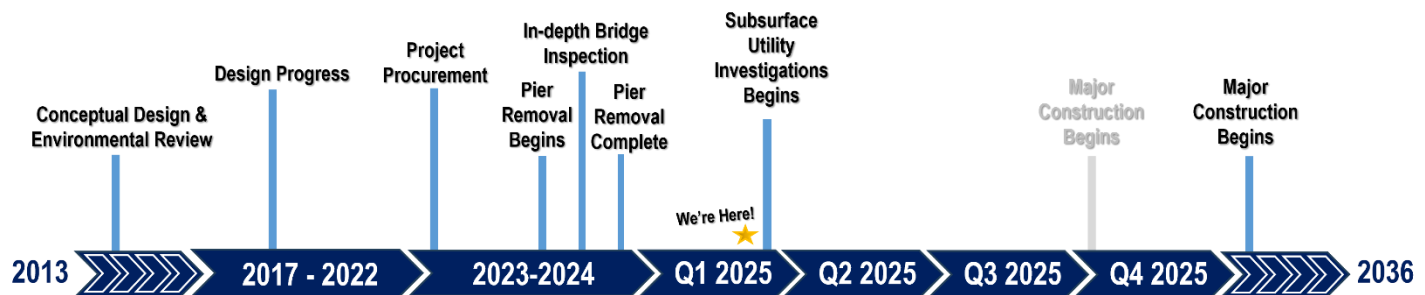 Conceptual Design &
Environmental Review
Design Progress
Project
Procurement
Pier
Removal
Begins
In-depth Bridge
Inspection
Pier
Removal
Complete
We're Here!
Subsurface
Utility
Investigations
Begins
Major
Construction
Begins
Major
Construction
Begins
2013
2017 - 2022
2023-2024
Q1 2025
Q2 2025
Q3 2025
Q4 2025
2036